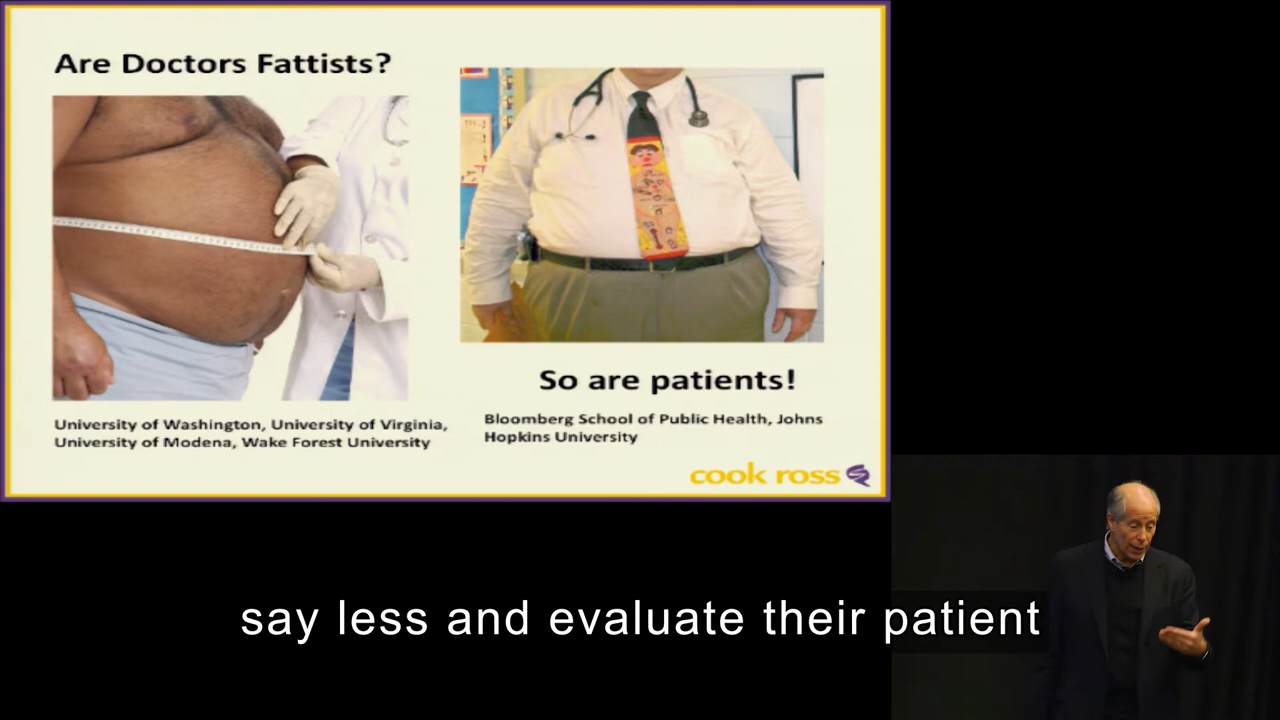 Are Doctors Fattists?
University of Washington, University of Virginia,
University of Modena, Wake Forest University
So are patients!
Bloomberg School of Public Health, Johns
Hopkins University
cook ross
say less and evaluate their patient